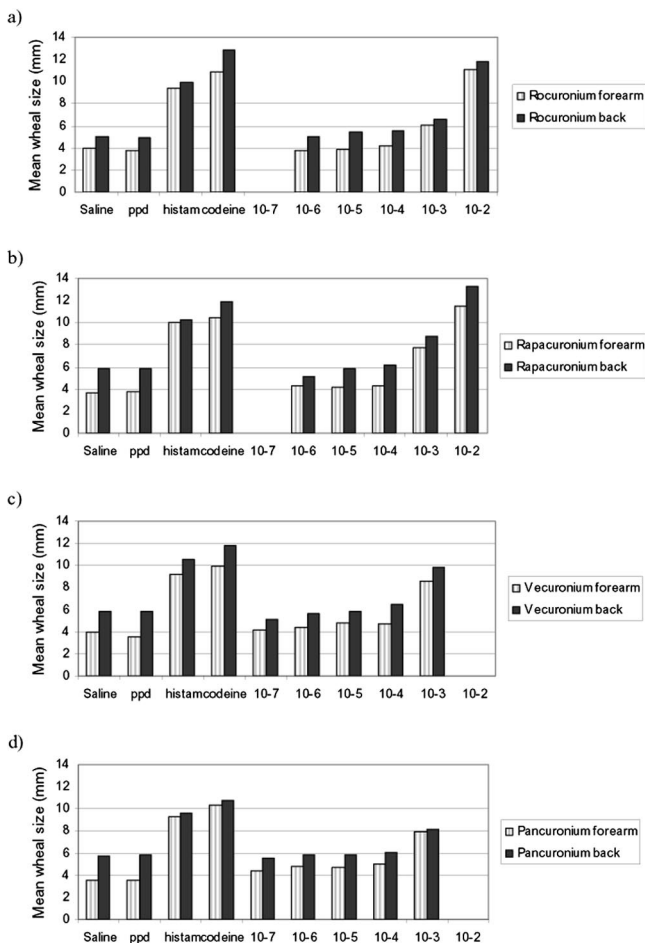 a)
Mean wheal size (mm)
14
12
10
8
6
4
2
0
Saline ppd histam codeine 10-7 10-6 10-5 10-4 10-3 10-2
Rocuronium forearm
Rocuronium back
b)
Mean wheal size (mm)
14
12
10
8
6
4
2
0
Saline ppd histam codeine 10-7 10-6 10-5 10-4 10-3 10-2
Rapacuronium forearm
Rapacuronium back
c)
Mean wheal size (mm)
14
12
10
8
6
4
2
0
Saline ppd histam codeine 10-7 10-6 10-5 10-4 10-3 10-2
Vecuronium forearm
Vecuronium back
d)
Mean wheal size (mm)
14
12
10
8
6
4
2
0
Saline ppd histam codeine 10-7 10-6 10-5 10-4 10-3 10-2
Pancuronium forearm
Pancuronium back